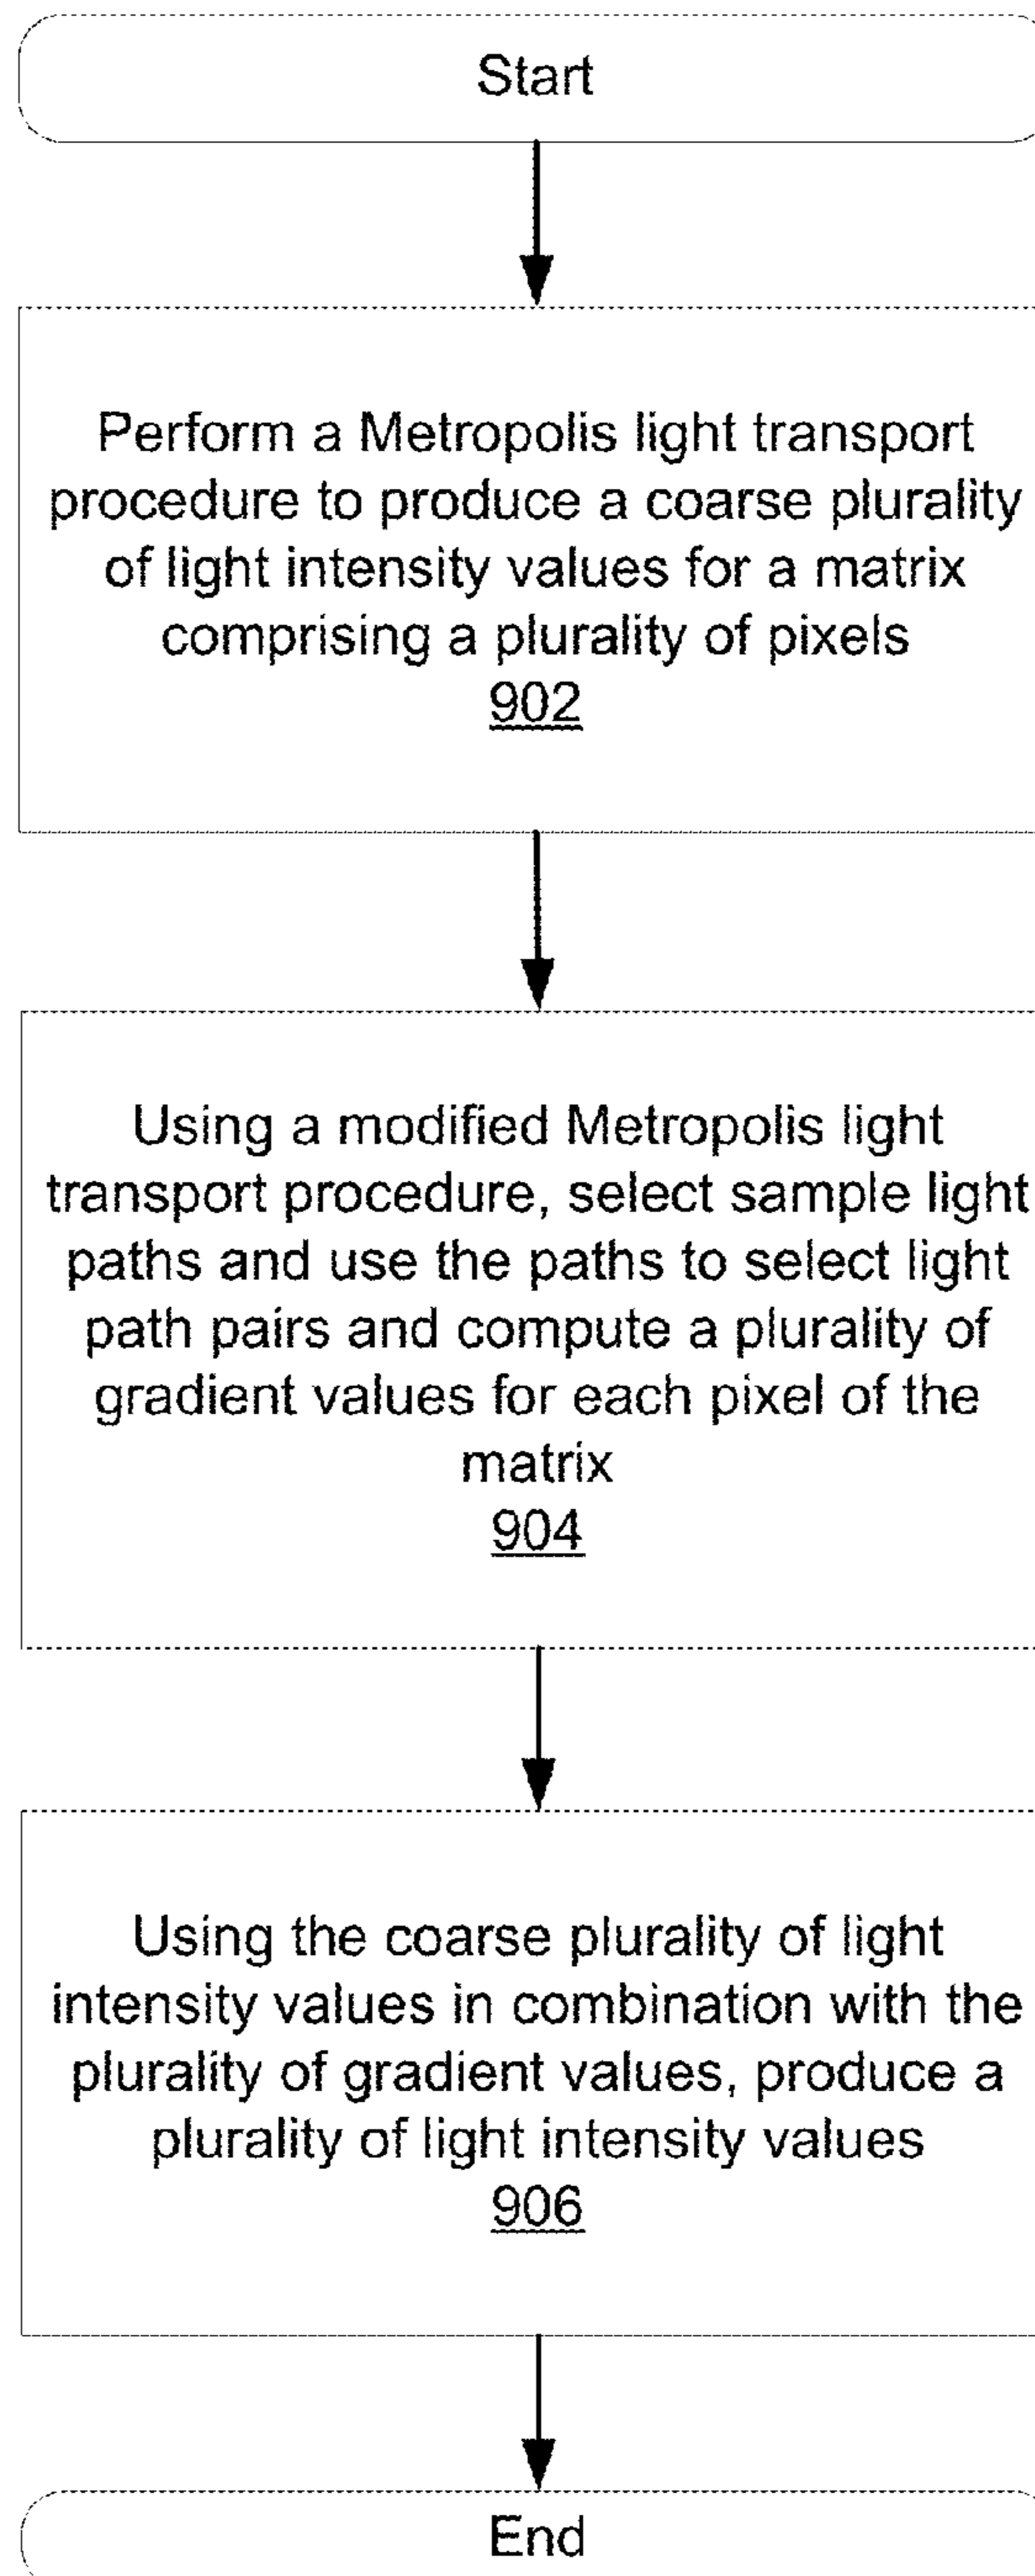 Start
Perform a Metropolis light transport
procedure to produce a coarse plurality
of light intensity values for a matrix
comprising a plurality of pixels
902
Using a modified Metropolis light
transport procedure, select sample light
paths and use the paths to select light
path pairs and compute a plurality of
gradient values for each pixel of the
matrix
904
Using the coarse plurality of light
intensity values in combination with the
plurality of gradient values, produce a
plurality of light intensity values
906
End